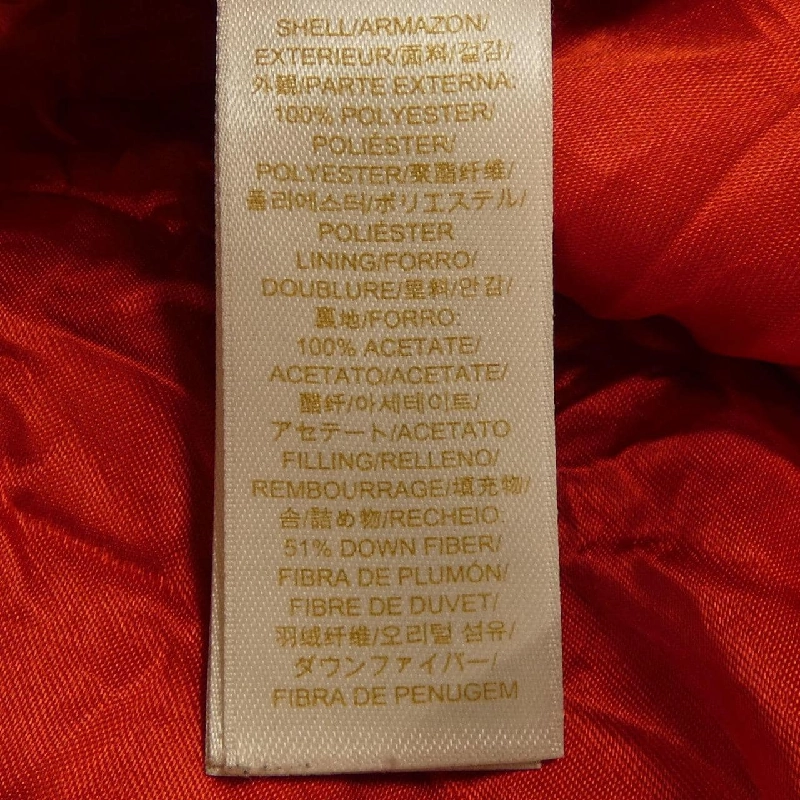 SHELL/ARMAZON/
EXTERIEUR/面料/겉감/
外観/PARTE EXTERNA:
100% POLYESTER/
POLIÉSTER/
POLYESTER/聚酯纤维/
폴리에스터/ポリエステル/
POLIÉSTER
LINING/FORRO/
DOUBLURE/里料/안감/
裏地/FORRO:
100% ACETATE/
ACETATO/ACETATE/
醋纤/아세테이트/
アセテート/ACETATO
FILLING/RELLENO/
REMBOURRAGE/填充物/
솜/詰め物/RECHEIO:
51% DOWN FIBER/
FIBRA DE PLUMÓN/
FIBRE DE DUVET/
羽绒纤维/오리털 섬유/
ダウンファイバー/
FIBRA DE PENUGEM